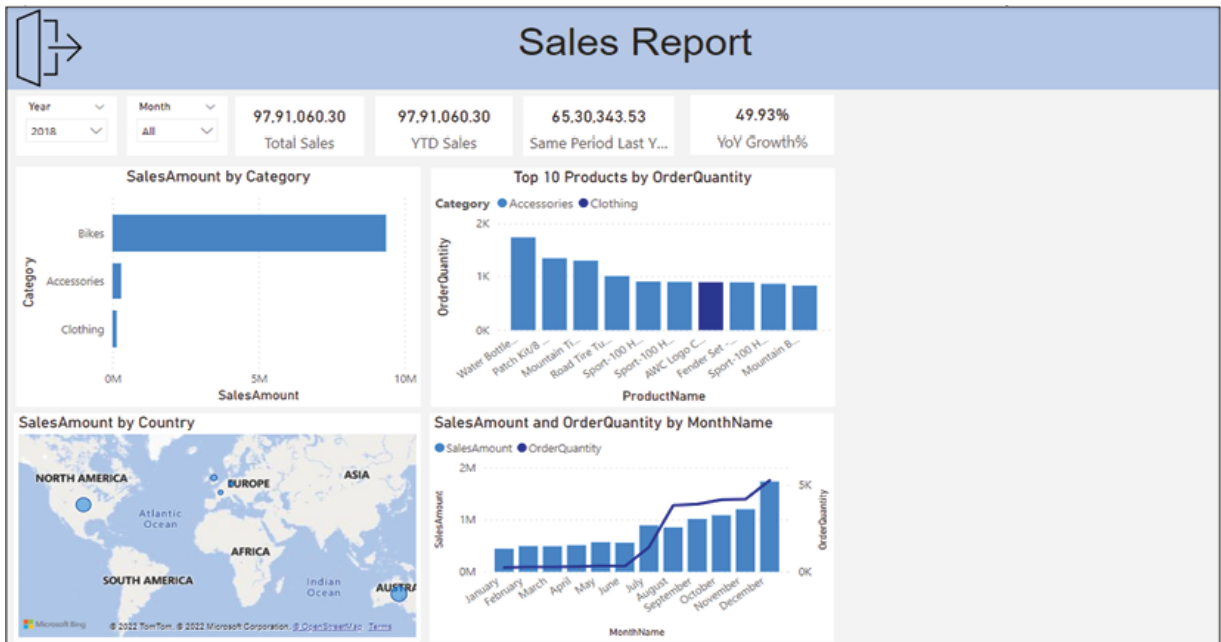 Sales Report
Year
2018
Month
All
97,91,060.30
Total Sales
97,91,060.30
YTD Sales
65,30,343.53
Same Period Last Y...
49.93%
YoY Growth%
SalesAmount by Category
Category
Bikes
Accessories
Clothing
0M 5M 10M
SalesAmount
Top 10 Products by OrderQuantity
Category Accessories Clothing
OrderQuantity
2K
1K
0K
Water Bottle...
Patch Kit/8 ...
Mountain Ti...
Road Tire Tu...
Sport-100 H...
Sport-100 H...
AWC Logo C...
Fender Set -...
Sport-100 H...
Mountain B...
ProductName
SalesAmount by Country
NORTH AMERICA
EUROPE
ASIA
Atlantic
Ocean
AFRICA
SOUTH AMERICA
Indian
Ocean
AUSTRA
Microsoft Bing
© 2022 TomTom, © 2022 Microsoft Corporation, © OpenStreetMap Terms
SalesAmount and OrderQuantity by MonthName
SalesAmount OrderQuantity
SalesAmount
2M
1M
0M
5K
0K
OrderQuantity
January
February
March
April
May
June
July
August
September
October
November
December
MonthName